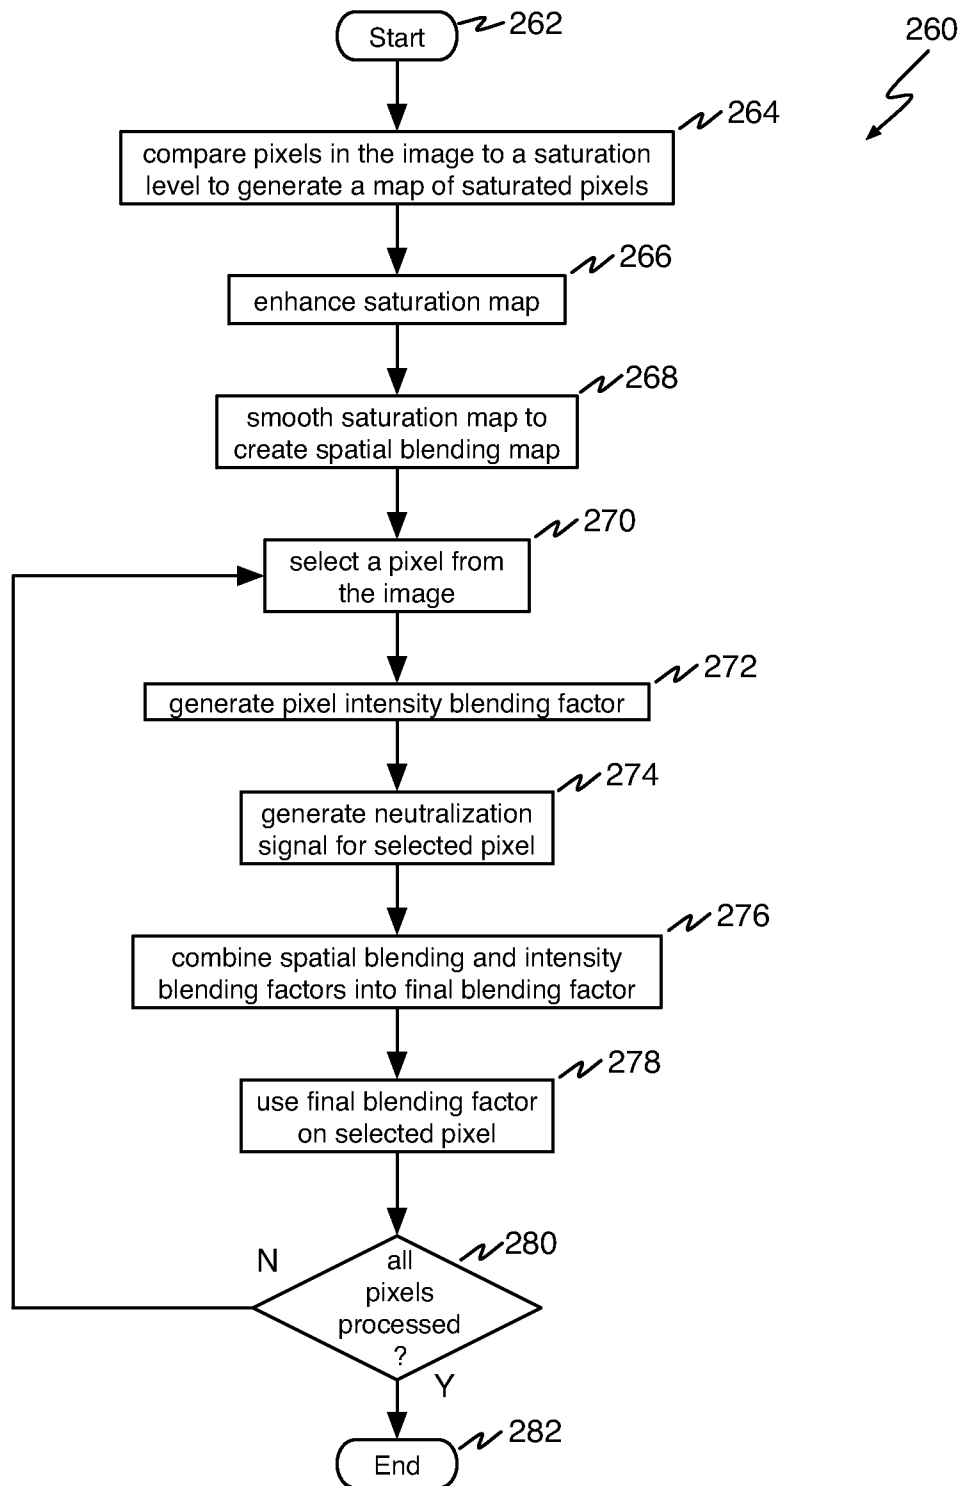 Start
262
260
264
compare pixels in the image to a saturation
level to generate a map of saturated pixels
266
enhance saturation map
268
smooth saturation map to
create spatial blending map
270
select a pixel from
the image
272
generate pixel intensity blending factor
274
generate neutralization
signal for selected pixel
276
combine spatial blending and intensity
blending factors into final blending factor
278
use final blending factor
on selected pixel
280
N
all
pixels
processed
?
Y
282
End